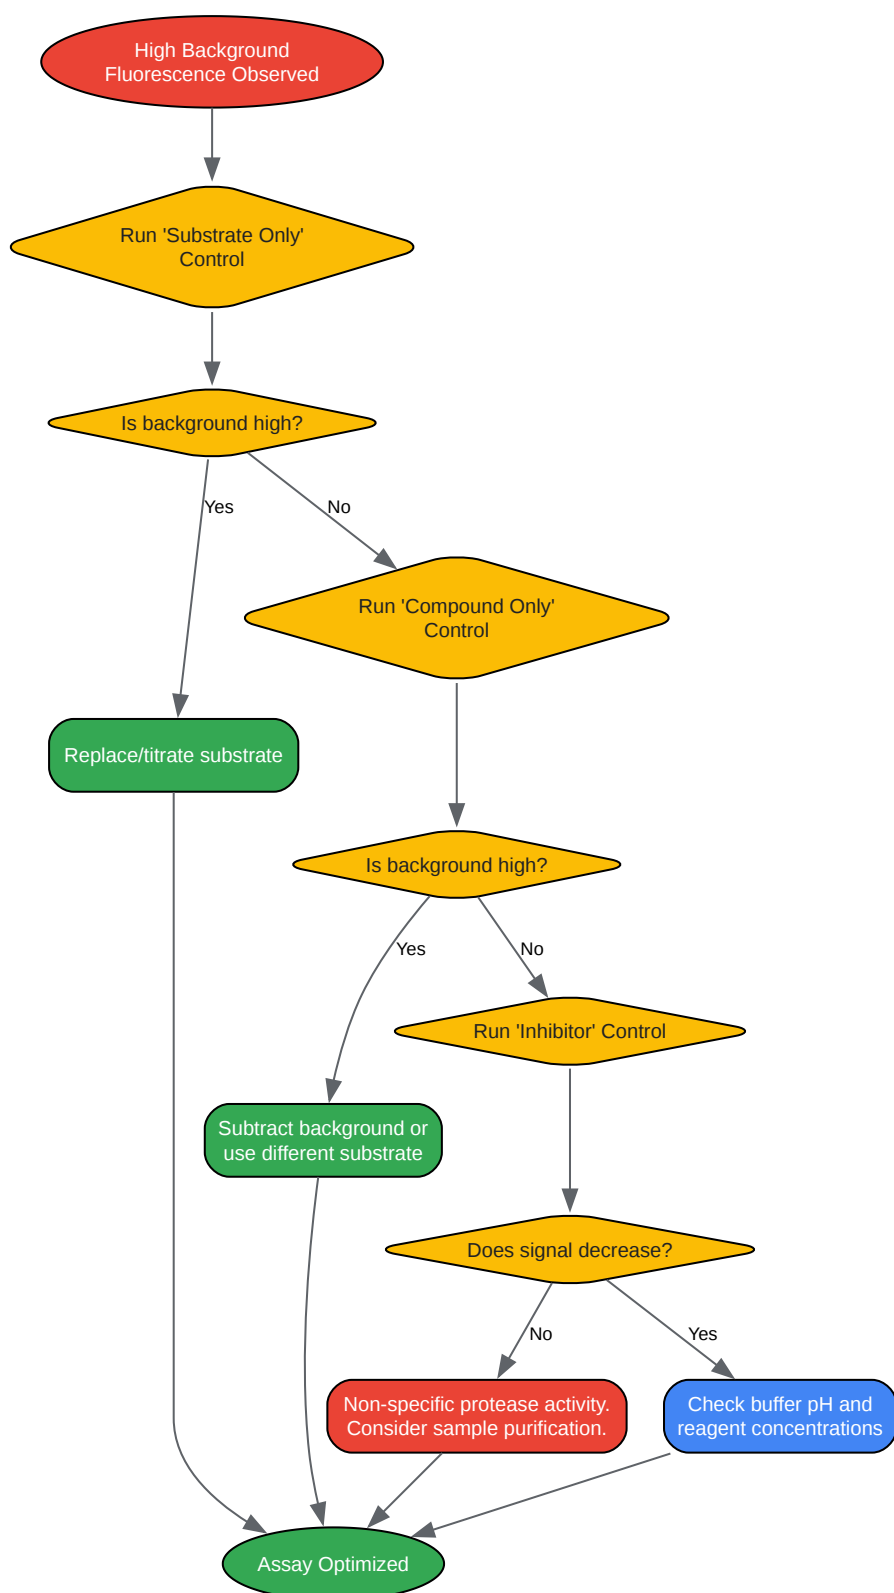 High Background
Fluorescence Observed
Run 'Substrate Only'
Control
Is background high?
Yes
No
Run 'Compound Only'
Control
Replace/titrate substrate
Is background high?
Yes
No
Run 'Inhibitor' Control
Subtract background or
use different substrate
Does signal decrease?
No
Yes
Non-specific protease activity.
Consider sample purification.
Check buffer pH and
reagent concentrations
Assay Optimized